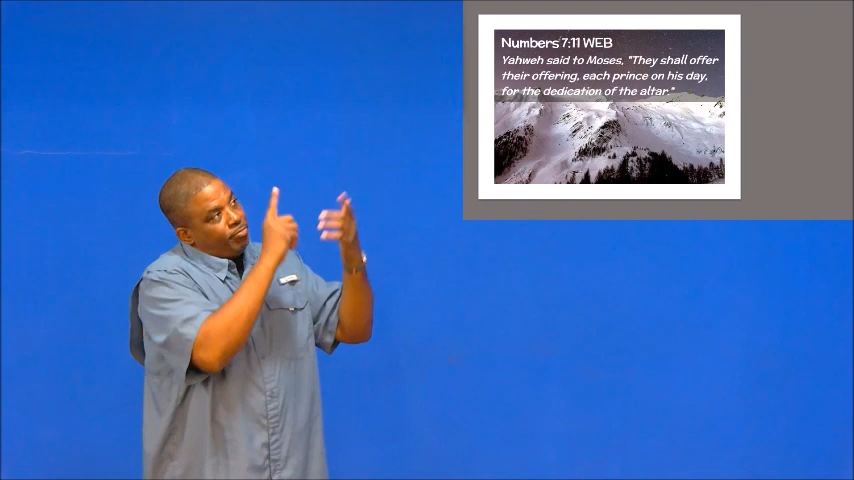 Numbers 7:11 WEB
Yahweh said to Moses, "They shall offer
their offering, each prince on his day,
for the dedication of the altar."